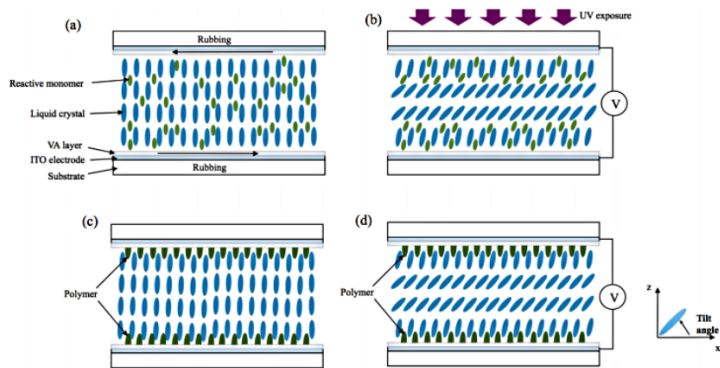 (a)
Rubbing
Reactive monomer
Liquid crystal
VA layer
ITO electrode
Substrate
Rubbing
UV exposure
(b)
V
(c)
Polymer
(d)
Polymer
V
z
Tilt
angle
x